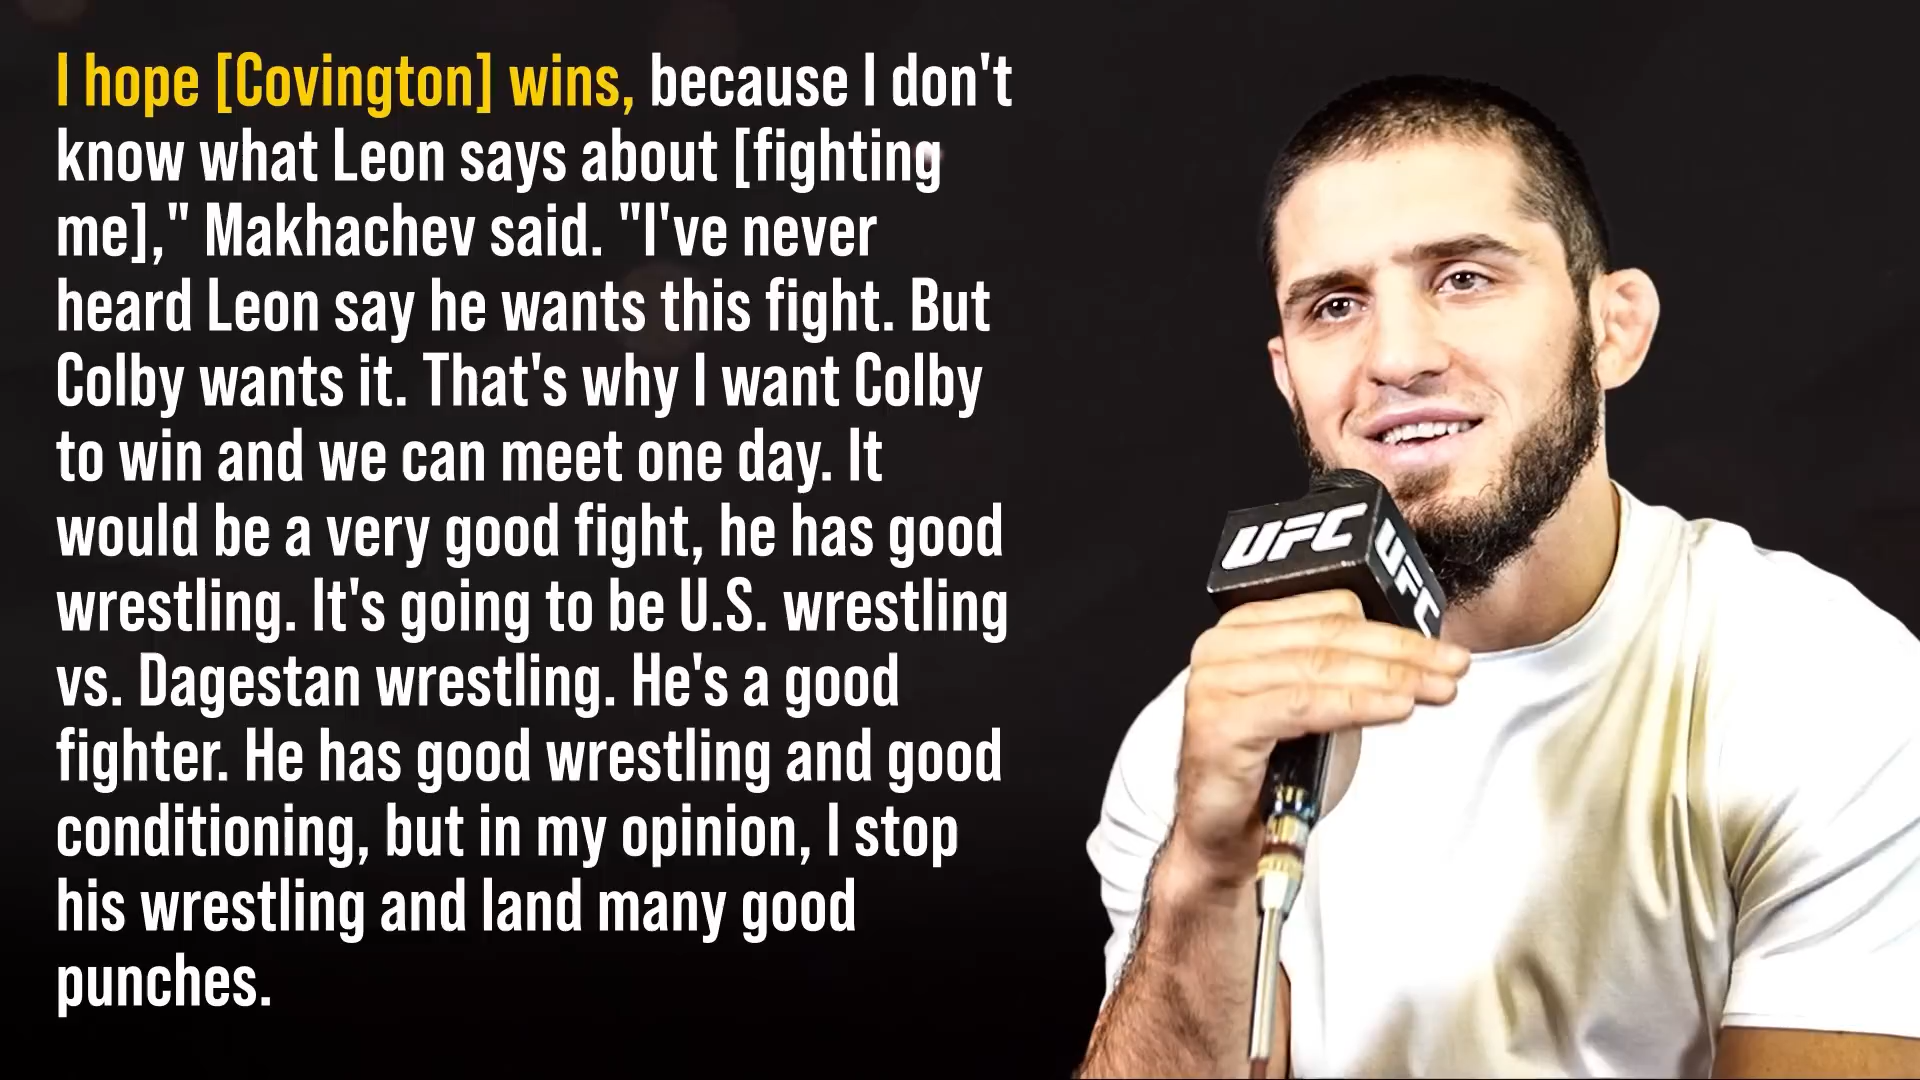 I hope [Covington] wins, because I don't
know what Leon says about [fighting
me]," Makhachev said. "I've never
heard Leon say he wants this fight. But
Colby wants it. That's why I want Colby
to win and we can meet one day. It
would be a very good fight, he has good
wrestling. It's going to be U.S. wrestling
vs. Dagestan wrestling. He's a good
fighter. He has good wrestling and good
conditioning, but in my opinion, I stop
his wrestling and land many good
punches.
UFC
UFC